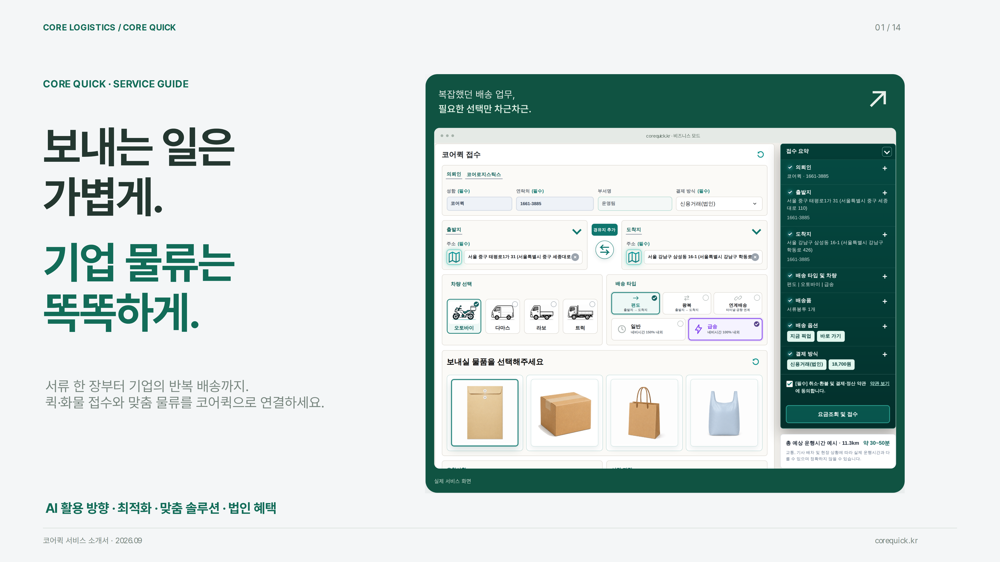 CORE LOGISTICS / CORE QUICK
01 / 14
CORE QUICK · SERVICE GUIDE
보내는 일은
가볍게.
기업 물류는
똑똑하게.
서류 한 장부터 기업의 반복 배송까지.
퀵·화물 접수와 맞춤 물류를 코어퀵으로 연결하세요.
AI 활용 방향 · 최적화 · 맞춤 솔루션 · 법인 혜택
복잡했던 배송 업무,
필요한 선택만 차근차근.
corequick.kr · 비즈니스 모드
코어퀵 접수
의뢰인 코어로지스틱스
성함 (필수) 연락처 (필수) 부서명 결제 방식 (필수)
코어퀵 1661-3885 운영팀 신용거래(법인)
출발지
주소 (필수)
서울 중구 태평로1가 31 (서울특별시 중구 세종대로
경유지 추가
도착지
주소 (필수)
서울 강남구 삼성동 16-1 (서울특별시 강남구 학동로
차량 선택
오토바이 다마스 라보 트럭
배송 타입
편도 왕복 연계배송
출발지 → 도착지 출발지 ↔ 도착지 터미널·공항 연계
일반 급송
네비시간 150% 내외 네비시간 100% 내외
보내실 물품을 선택해주세요
접수 요약
의뢰인
코어퀵 · 1661-3885
출발지
서울 중구 태평로1가 31 (서울특별시 중구 세종
대로 110)
1661-3885
도착지
서울 강남구 삼성동 16-1 (서울특별시 강남구
학동로 426)
1661-3885
배송 타입 및 차량
편도 | 오토바이 | 급송
배송품
서류봉투 1개
배송 옵션
지금 픽업 바로 가기
결제 방식
신용거래(법인) 18,700원
[필수] 취소·환불 및 결제·정산 약관 약관 보기
에 동의합니다.
요금조회 및 접수
총 예상 운행시간 예시 · 11.3km 약 30~50분
교통, 기사 배차 및 현장 상황에 따라 실제 운행시간과 다
를 수 있으며 정확하지 않을 수 있습니다.
실제 서비스 화면
코어퀵 서비스 소개서 · 2026.09
corequick.kr